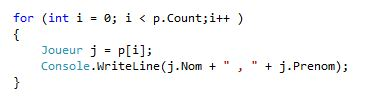 for (int i = 0; i < p.Count;i++ )
{
    Joueur j = p[i];
    Console.WriteLine(j.Nom + " , " + j.Prenom);
}